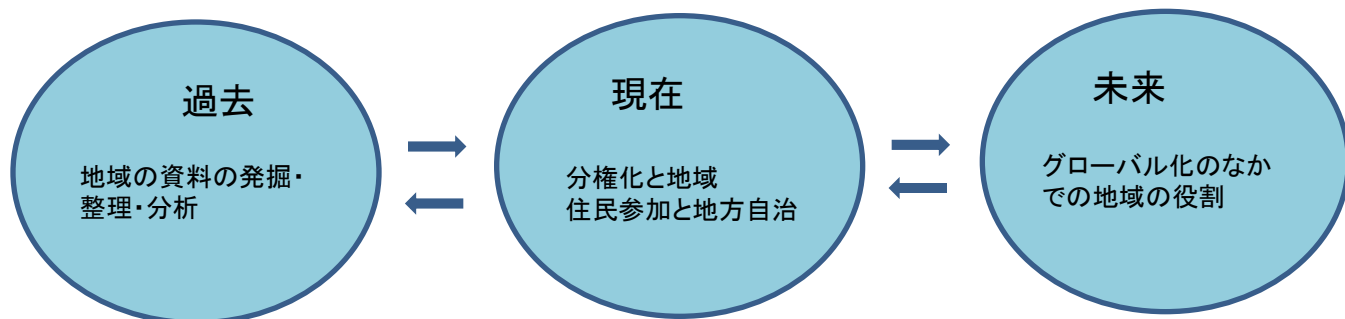 過去
地域の資料の発掘・
整理・分析
現在
分権化と地域
住民参加と地方自治
未来
グローバル化のなか
での地域の役割